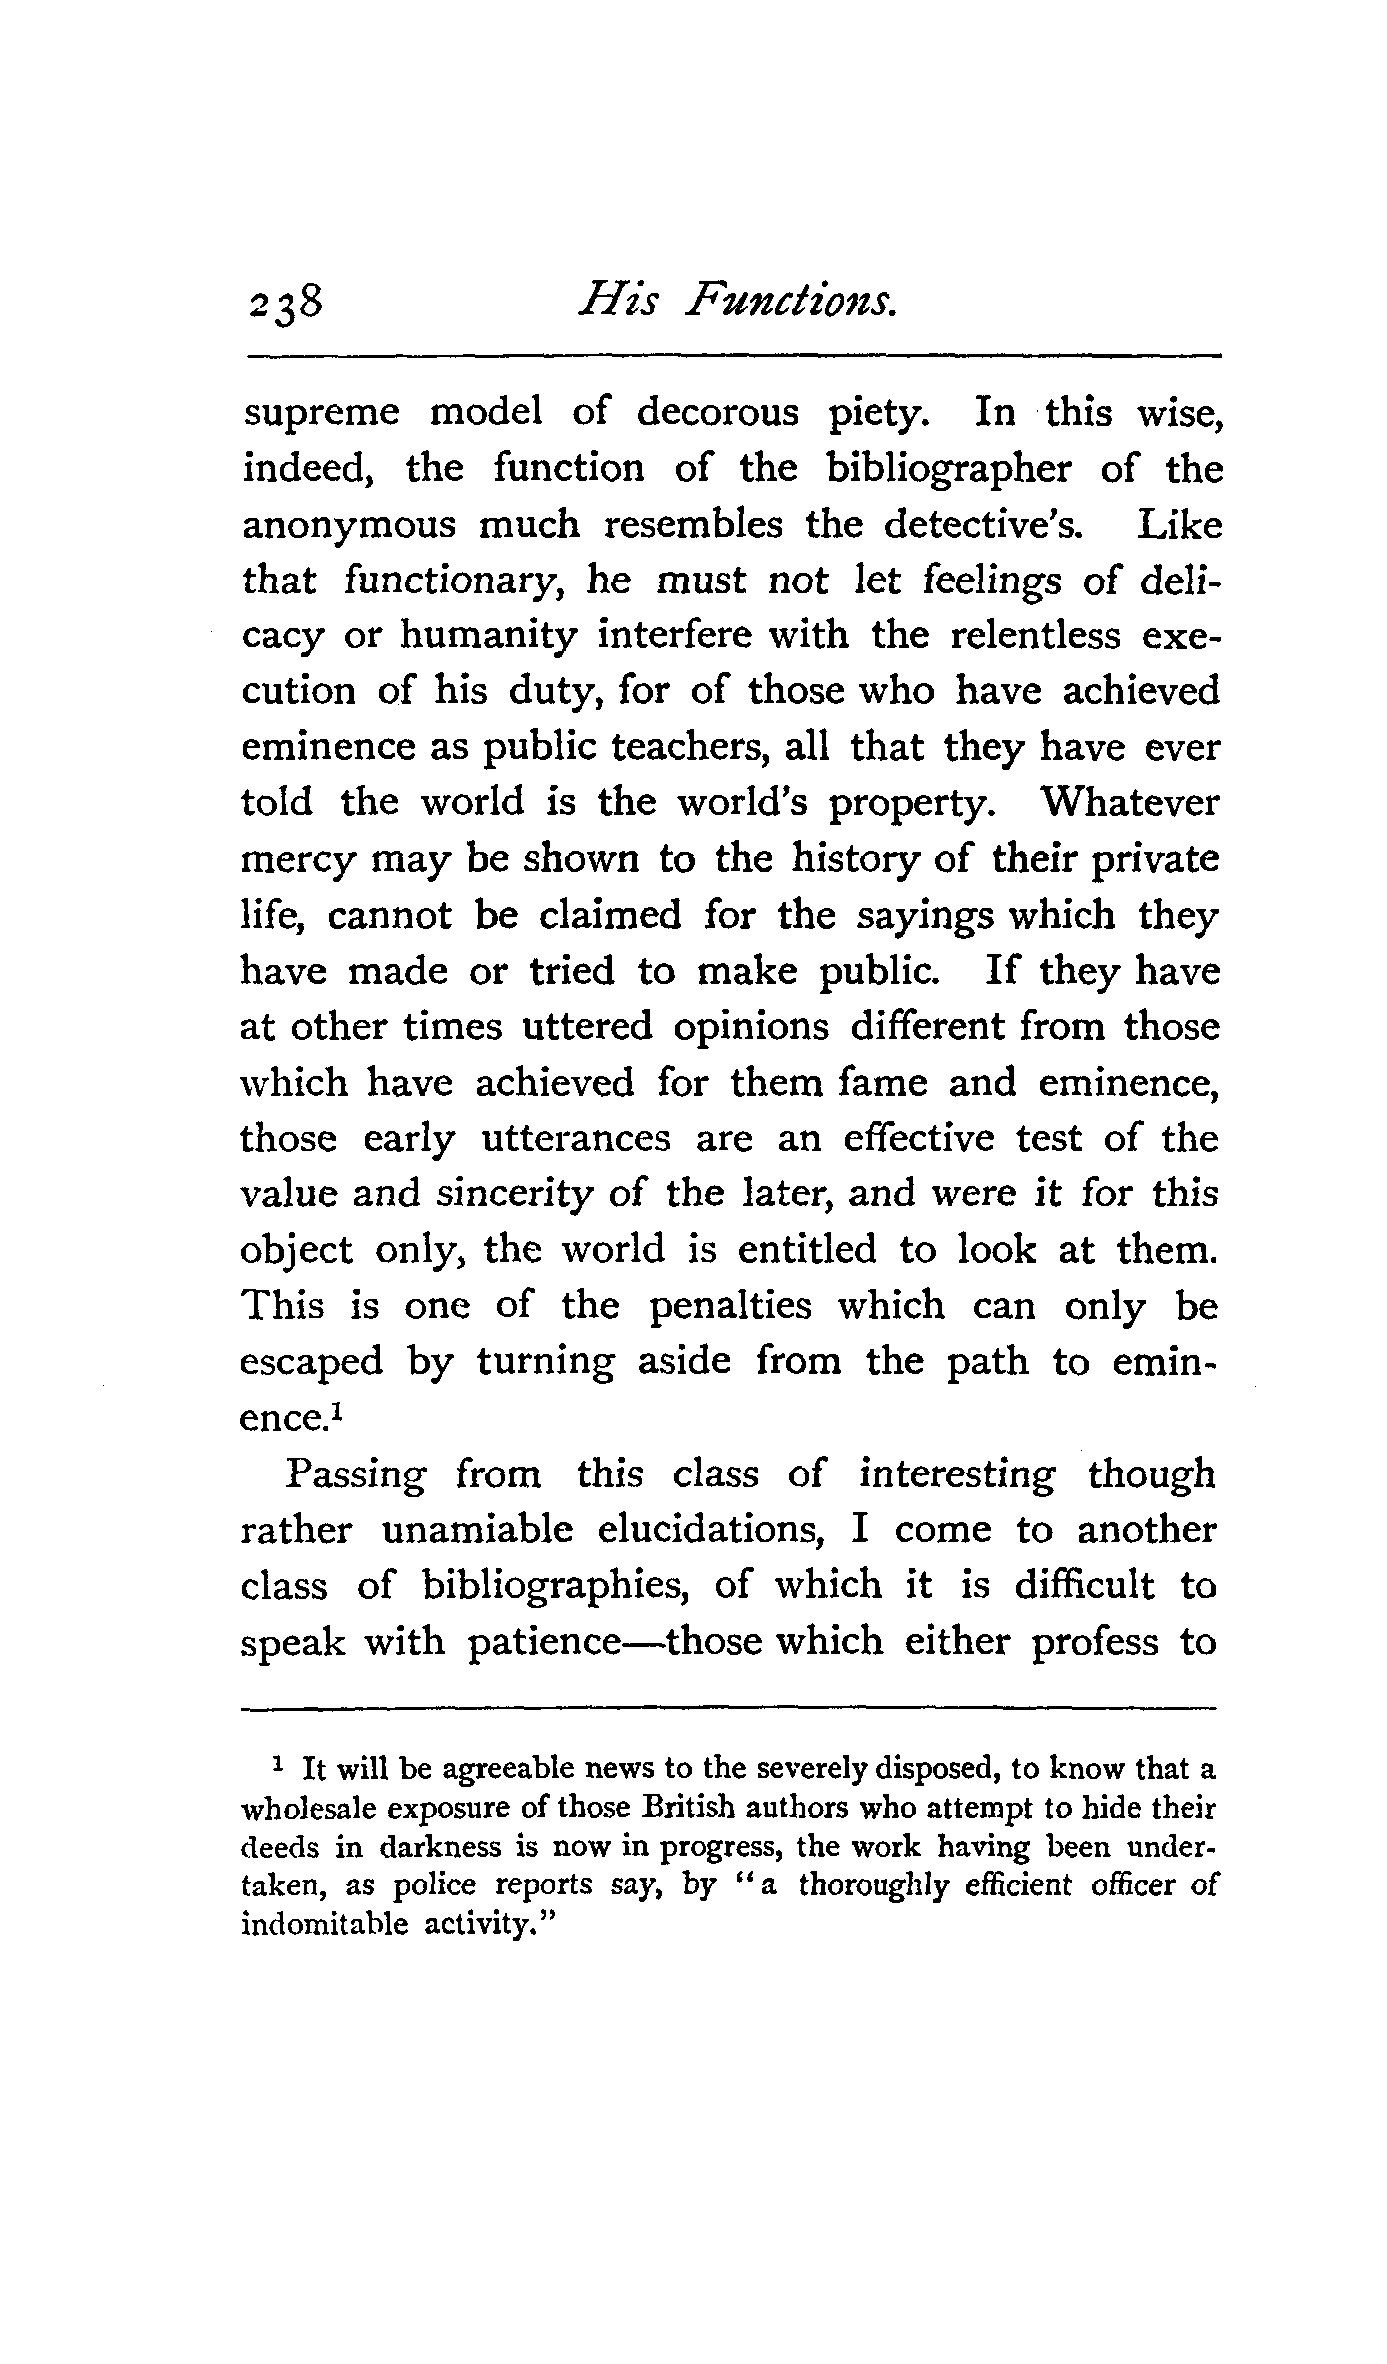 238 His Functions.
supreme model of decorous piety. In this wise,
indeed, the function of the bibliographer of the
anonymous much resembles the detective's. Like
that functionary, he must not let feelings of deli-
cacy or humanity interfere with the relentless exe-
cution of his duty, for of those who have achieved
eminence as public teachers, all that they have ever
told the world is the world's property. Whatever
mercy may be shown to the history of their private
life, cannot be claimed for the sayings which they
have made or tried to make public. If they have
at other times uttered opinions different from those
which have achieved for them fame and eminence,
those early utterances are an effective test of the
value and sincerity of the later, and were it for this
object only, the world is entitled to look at them.
This is one of the penalties which can only be
escaped by turning aside from the path to emin-
ence.¹
Passing from this class of interesting though
rather unamiable elucidations, I come to another
class of bibliographies, of which it is difficult to
speak with patience—those which either profess to
¹ It will be agreeable news to the severely disposed, to know that a
wholesale exposure of those British authors who attempt to hide their
deeds in darkness is now in progress, the work having been under-
taken, as police reports say, by “a thoroughly efficient officer of
indomitable activity.”